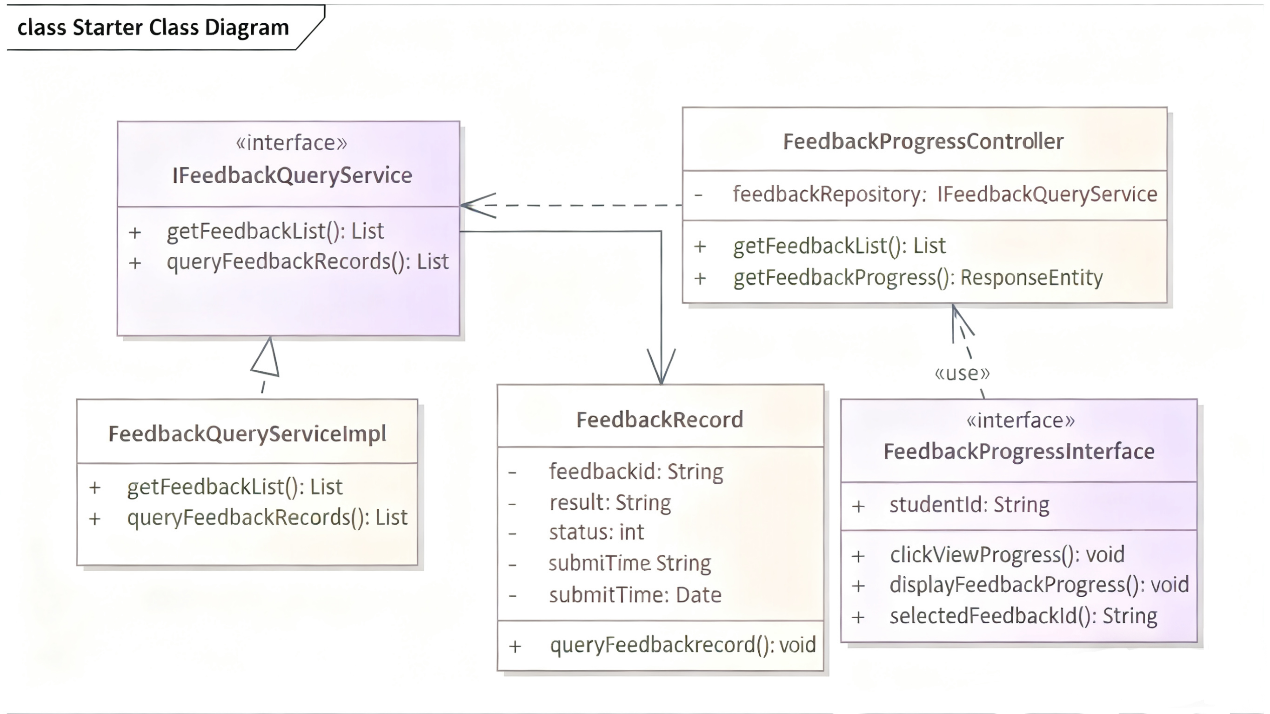 class Starter Class Diagram
«interface»
IFeedbackQueryService
+ getFeedbackList(): List
+ queryFeedbackRecords(): List
FeedbackProgressController
- feedbackRepository: IFeedbackQueryService
+ getFeedbackList(): List
+ getFeedbackProgress(): ResponseEntity
«use»
FeedbackQueryServiceImpl
+ getFeedbackList(): List
+ queryFeedbackRecords(): List
FeedbackRecord
- feedbackId: String
- result: String
- status: int
- submiTime String
- submitTime: Date
+ queryFeedbackrecord(): void
«interface»
FeedbackProgressInterface
+ studentId: String
+ clickViewProgress(): void
+ displayFeedbackProgress(): void
+ selectedFeedbackId(): String